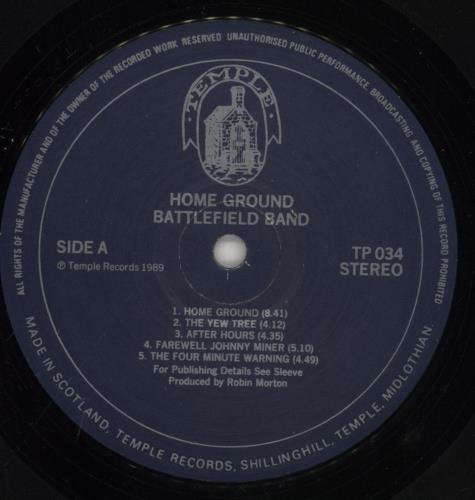 ALL RIGHTS OF THE MANUFACTURER AND OF THE OWNER OF THE RECORDED WORK RESERVED UNAUTHORISED PUBLIC PERFORMANCE BROADCASTING AND COPYING OF THIS RECORD PROHIBITED
· TEMPLE ·
HOME GROUND
BATTLEFIELD BAND
SIDE A
℗ Temple Records 1989
TP 034
STEREO
1. HOME GROUND (8.41)
2. THE YEW TREE (4.12)
3. AFTER HOURS (4.35)
4. FAREWELL JOHNNY MINER (5.10)
5. THE FOUR MINUTE WARNING (4.49)
For Publishing Details See Sleeve
Produced by Robin Morton
MADE IN SCOTLAND, TEMPLE RECORDS, SHILLINGHILL, TEMPLE, MIDLOTHIAN.